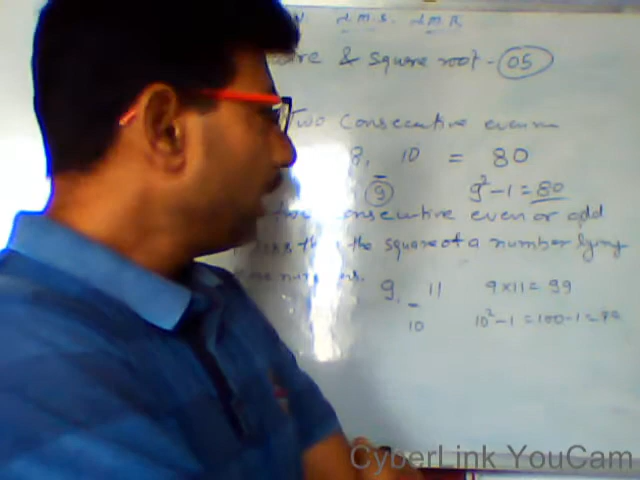 & Square root - 05
Two consecutive even
8, 10 = 80
9 9² - 1 = 80
two consecutive even or odd
the square of a number lying
9, 11 9 x 11 = 99
10 10² - 1 = 100 - 1 = 99
CyberLink YouCam